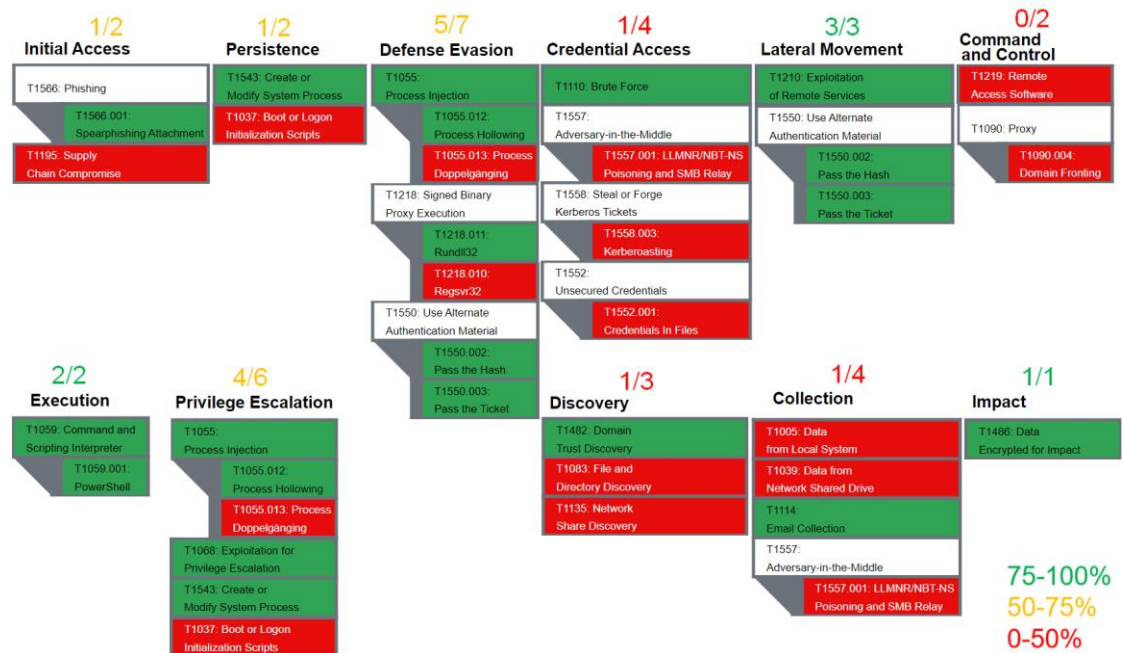 1/2
Initial Access
T1566: Phishing
T1566.001:
Spearphishing Attachment
T1195: Supply
Chain Compromise
1/2
Persistence
T1543: Create or
Modify System Process
T1037: Boot or Logon
Initialization Scripts
5/7
Defense Evasion
T1055:
Process Injection
T1055.012:
Process Hollowing
T1055.013: Process
Doppelgänging
T1218: Signed Binary
Proxy Execution
T1218.011:
Rundll32
T1218.010:
Regsvr32
T1550: Use Alternate
Authentication Material
T1550.002:
Pass the Hash
T1550.003:
Pass the Ticket
1/4
Credential Access
T1110: Brute Force
T1557:
Adversary-in-the-Middle
T1557.001: LLMNR/NBT-NS
Poisoning and SMB Relay
T1558: Steal or Forge
Kerberos Tickets
T1558.003:
Kerberoasting
T1552:
Unsecured Credentials
T1552.001:
Credentials In Files
3/3
Lateral Movement
T1210: Exploitation
of Remote Services
T1550: Use Alternate
Authentication Material
T1550.002:
Pass the Hash
T1550.003:
Pass the Ticket
0/2
Command
and Control
T1219: Remote
Access Software
T1090: Proxy
T1090.004:
Domain Fronting
2/2
Execution
T1059: Command and
Scripting Interpreter
T1059.001:
PowerShell
4/6
Privilege Escalation
T1055:
Process Injection
T1055.012:
Process Hollowing
T1055.013: Process
Doppelgänging
T1068: Exploitation for
Privilege Escalation
T1543: Create or
Modify System Process
T1037: Boot or Logon
Initialization Scripts
1/3
Discovery
T1482: Domain
Trust Discovery
T1083: File and
Directory Discovery
T1135: Network
Share Discovery
1/4
Collection
T1005: Data
from Local System
T1039: Data from
Network Shared Drive
T1114:
Email Collection
T1557:
Adversary-in-the-Middle
T1557.001: LLMNR/NBT-NS
Poisoning and SMB Relay
1/1
Impact
T1486: Data
Encrypted for Impact
75-100%
50-75%
0-50%